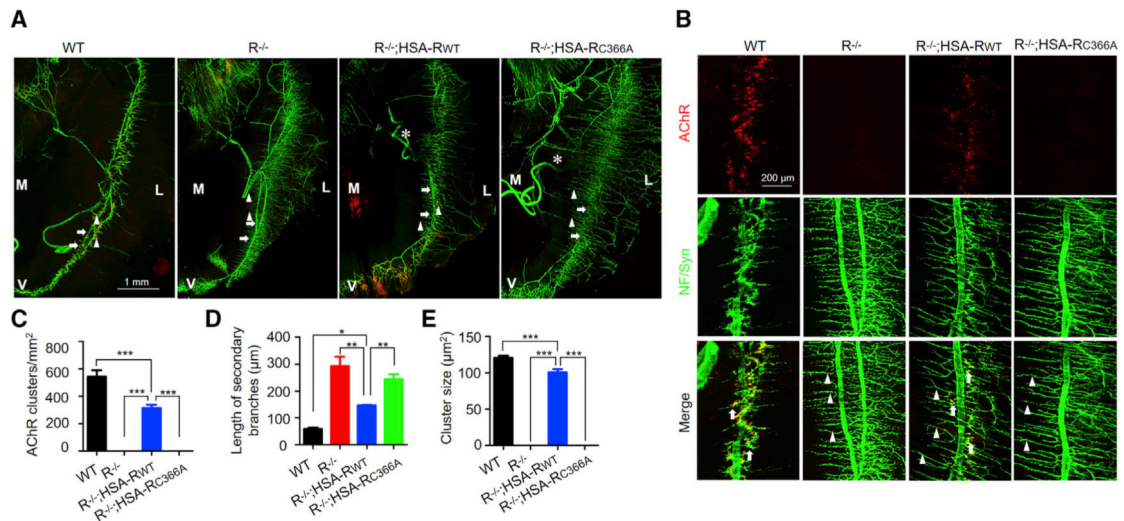 A
WT
R-/-
R-/-;HSA-RWT
R-/-;HSA-RC366A
M
L
V
1 mm
M
L
V
M
L
V
M
L
V
B
WT
R-/-
R-/-;HSA-RWT
R-/-;HSA-RC366A
AChR
200 μm
NF/Syn
Merge
C
AChR clusters/mm²
800
600
400
200
0
***
***
***
WT
R-/-
R-/-;HSA-RWT
R-/-;HSA-RC366A
D
Length of secondary
branches (μm)
400
300
200
100
0
*
**
**
WT
R-/-
R-/-;HSA-RWT
R-/-;HSA-RC366A
E
Cluster size (μm²)
150
100
50
0
***
***
***
WT
R-/-
R-/-;HSA-RWT
R-/-;HSA-RC366A